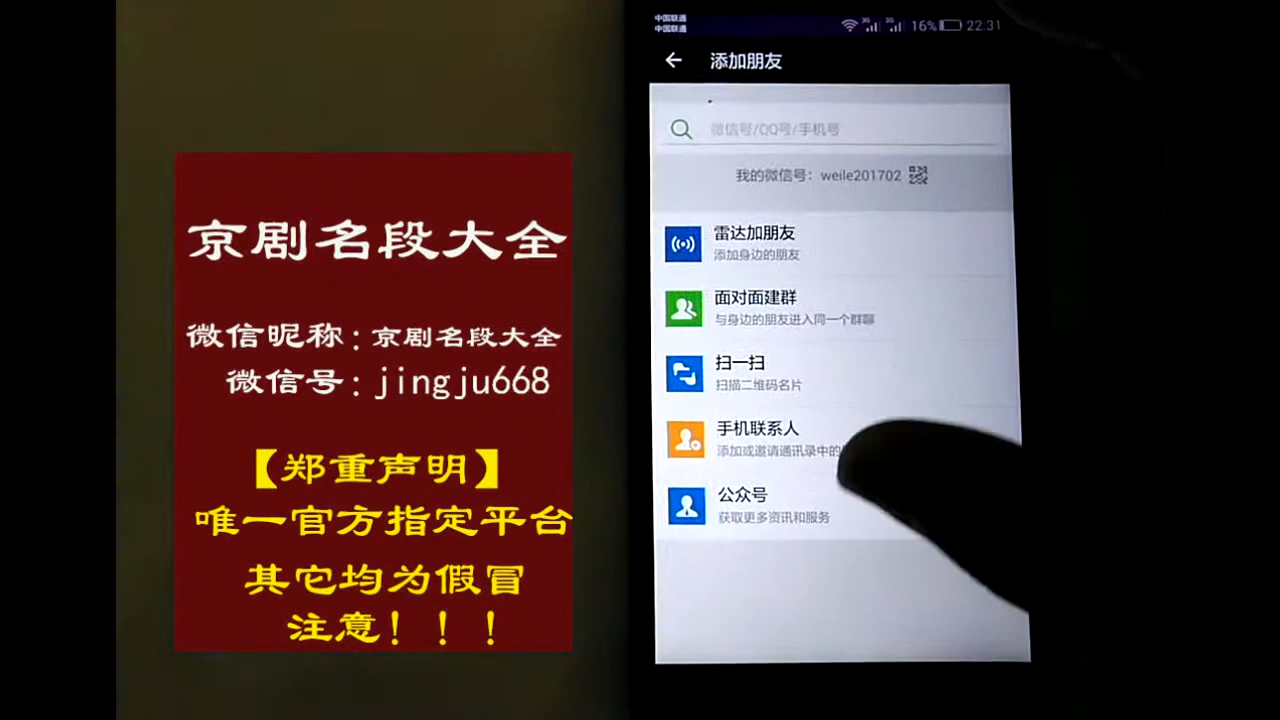 京剧名段大全
微信昵称：京剧名段大全
微信号：jingju668
【郑重声明】
唯一官方指定平台
其它均为假冒
注意！！！
中国联通
中国联通
3G
3G
16%
22:31
添加朋友
微信号/QQ号/手机号
我的微信号：weile201702
雷达加朋友
添加身边的朋友
面对面建群
与身边的朋友进入同一个群聊
扫一扫
扫描二维码名片
手机联系人
添加或邀请通讯录中的
公众号
获取更多资讯和服务